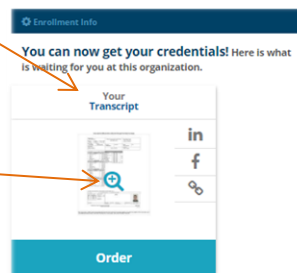 Enrollment Info
You can now get your credentials! Here is what
is waiting for you at this organization.
Your
Transcript
in
f
Order